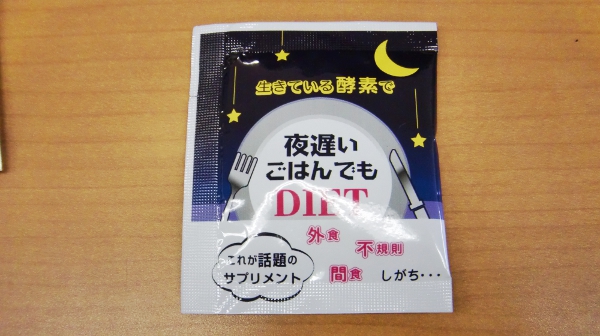 生きている酵素で
夜遅い
ごはんでも
DIET
外食
不規則
間食 しがち・・・
これが話題の
サプリメント